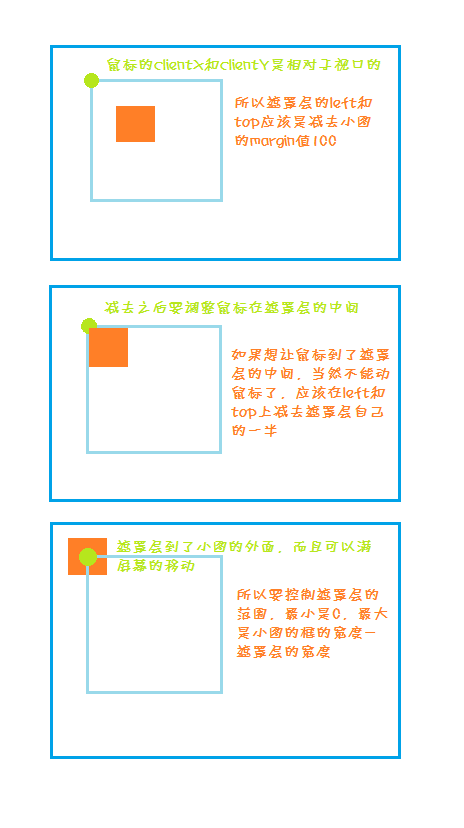 鼠标的clientX和clientY是相对于视口的
所以遮罩层的left和
top应该是减去小图
的margin值100
减去之后要调整鼠标在遮罩层的中间
如果想让鼠标到了遮罩
层的中间，当然不能动
鼠标了，应该在left和
top上减去遮罩层自己
的一半
遮罩层到了小图的外面，而且可以满
屏幕的移动
所以要控制遮罩层的
范围，最小是0，最大
是小图的框的宽度-
遮罩层的宽度